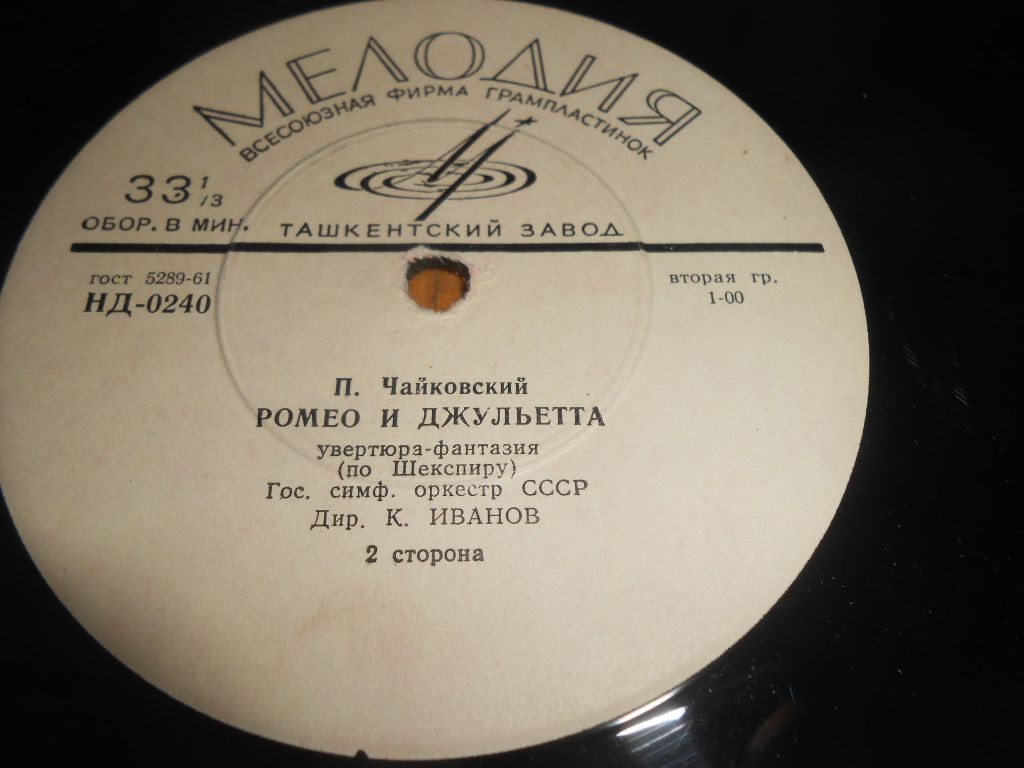 МЕЛОДИЯ
ВСЕСОЮЗНАЯ ФИРМА ГРАМПЛАСТИНОК
33 1/3
ОБОР. В МИН.
ТАШКЕНТСКИЙ ЗАВОД
гост 5289-61
НД-0240
вторая гр.
1-00
П. Чайковский
РОМЕО И ДЖУЛЬЕТТА
увертюра-фантазия
(по Шекспиру)
Гос. симф. оркестр СССР
Дир. К. ИВАНОВ
2 сторона